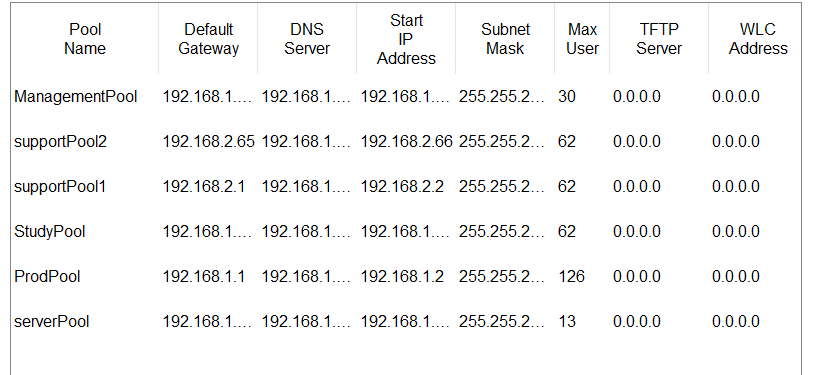 Pool Name Default Gateway DNS Server Start IP Address Subnet Mask Max User TFTP Server WLC Address
ManagementPool 192.168.1.... 192.168.1.... 192.168.1.... 255.255.2... 30 0.0.0.0 0.0.0.0
supportPool2 192.168.2.65 192.168.1.... 192.168.2.66 255.255.2... 62 0.0.0.0 0.0.0.0
supportPool1 192.168.2.1 192.168.1.... 192.168.2.2 255.255.2... 62 0.0.0.0 0.0.0.0
StudyPool 192.168.1.... 192.168.1.... 192.168.1.... 255.255.2... 62 0.0.0.0 0.0.0.0
ProdPool 192.168.1.1 192.168.1.... 192.168.1.2 255.255.2... 126 0.0.0.0 0.0.0.0
serverPool 192.168.1.... 192.168.1.... 192.168.1.... 255.255.2... 13 0.0.0.0 0.0.0.0